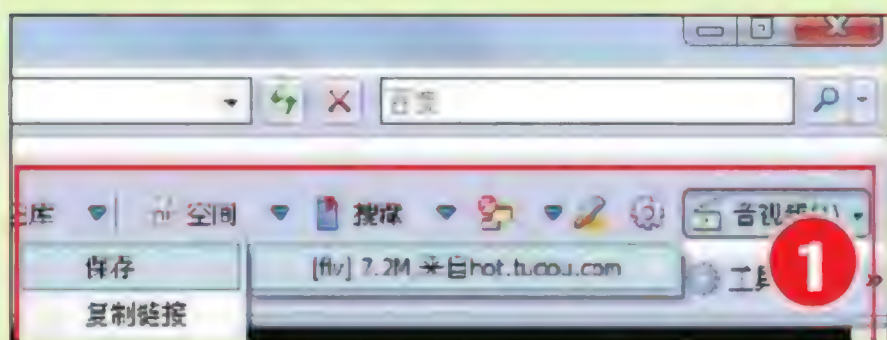 百度
空间 搜藏 音视频(1)
保存 [flv] 7.2M 来自hot.tudou.com
工具
复制链接
1